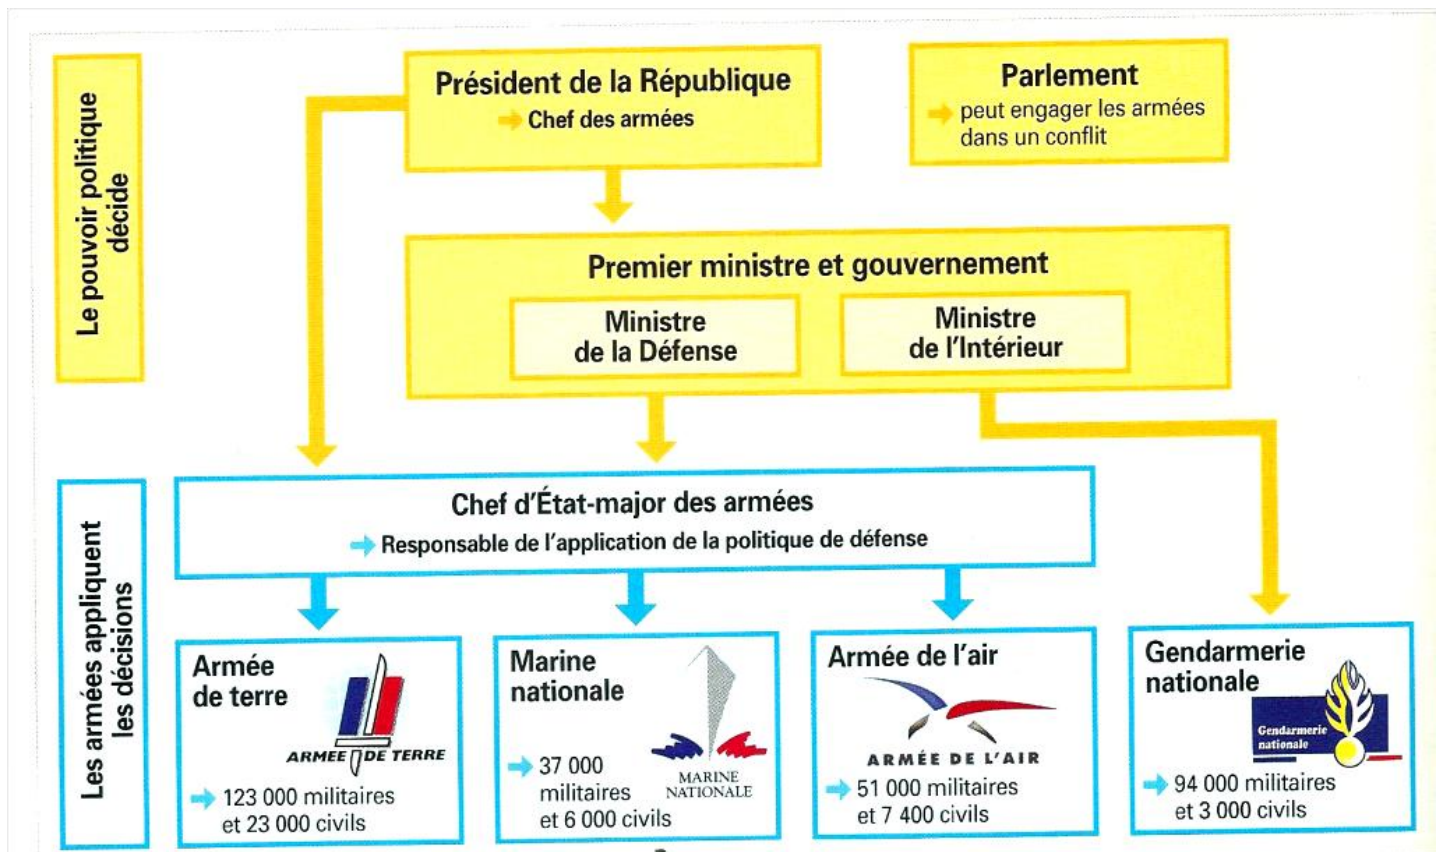 Le pouvoir politique
décide
Président de la République
Chef des armées
Parlement
peut engager les armées
dans un conflit
Premier ministre et gouvernement
Ministre
de la Défense
Ministre
de l'Intérieur
Les armées appliquent
les décisions
Chef d'État-major des armées
Responsable de l'application de la politique de défense
Armée
de terre
ARMEE DE TERRE
123 000 militaires
et 23 000 civils
Marine
nationale
MARINE
NATIONALE
37 000
militaires
et 6 000 civils
Armée de l'air
ARMÉE DE L'AIR
51 000 militaires
et 7 400 civils
Gendarmerie
nationale
Gendarmerie
nationale
94 000 militaires
et 3 000 civils